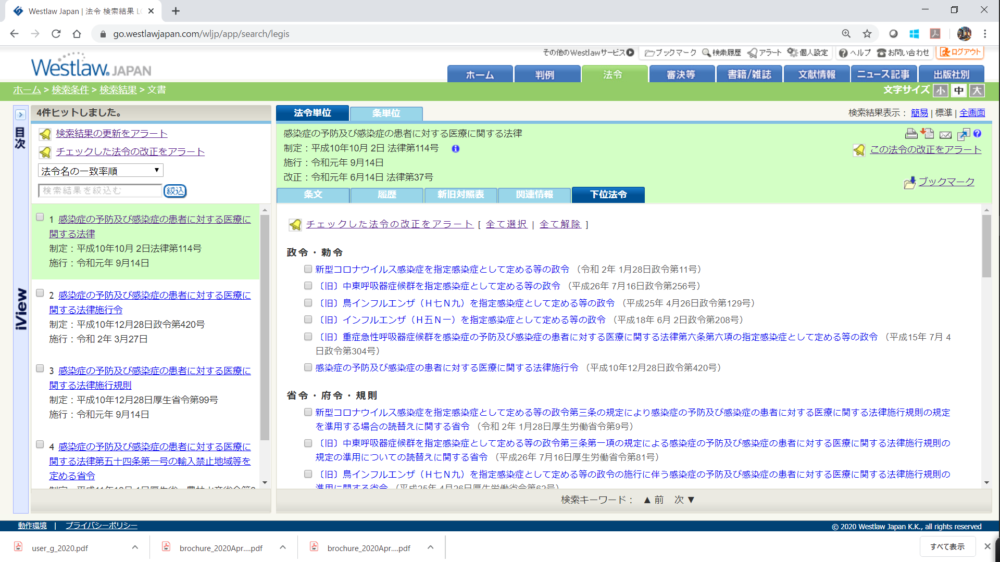 Westlaw Japan | 法令 検索結果 LO
go.westlawjapan.com/wljp/app/search/legis
その他のWestlawサービス
ブックマーク 検索履歴 アラート 個人設定 ヘルプ お問い合わせ ログアウト
Westlaw. JAPAN
ホーム 判例 法令 審決等 書籍/雑誌 文献情報 ニュース記事 出版社別
ホーム > 検索条件 > 検索結果 > 文書
文字サイズ 小 中 大
目次
iView
4件ヒットしました。
検索結果の更新をアラート
チェックした法令の改正をアラート
法令名の一致率順
検索結果を絞込む 絞込
1 感染症の予防及び感染症の患者に対する医療に
関する法律
制定：平成10年10月 2日法律第114号
施行：令和元年 9月14日
2 感染症の予防及び感染症の患者に対する医療に
関する法律施行令
制定：平成10年12月28日政令第420号
施行：令和 2年 3月27日
3 感染症の予防及び感染症の患者に対する医療に
関する法律施行規則
制定：平成10年12月28日厚生省令第99号
施行：令和元年 9月14日
4 感染症の予防及び感染症の患者に対する医療に
関する法律第五十四条第一号の輸入禁止地域等を
定める省令
法令単位 条単位
検索結果表示： 簡易 | 標準 | 全画面
感染症の予防及び感染症の患者に対する医療に関する法律
制定：平成10年10月 2日 法律第114号
施行：令和元年 9月14日
改正：令和元年 6月14日 法律第37号
この法令の改正をアラート
ブックマーク
条文 履歴 新旧対照表 関連情報 下位法令
チェックした法令の改正をアラート [ 全て選択 | 全て解除 ]
政令・勅令
新型コロナウイルス感染症を指定感染症として定める等の政令 （令和 2年 1月28日政令第11号）
〔旧〕中東呼吸器症候群を指定感染症として定める等の政令 （平成26年 7月16日政令第256号）
〔旧〕鳥インフルエンザ（Ｈ七Ｎ九）を指定感染症として定める等の政令 （平成25年 4月26日政令第129号）
〔旧〕インフルエンザ（Ｈ五Ｎ一）を指定感染症として定める等の政令 （平成18年 6月 2日政令第208号）
〔旧〕重症急性呼吸器症候群を感染症の予防及び感染症の患者に対する医療に関する法律第六条第六項の指定感染症として定める等の政令 （平成15年 7月 4
日政令第304号）
感染症の予防及び感染症の患者に対する医療に関する法律施行令 （平成10年12月28日政令第420号）
省令・府令・規則
新型コロナウイルス感染症を指定感染症として定める等の政令第三条の規定により感染症の予防及び感染症の患者に対する医療に関する法律施行規則の規定
を準用する場合の読替えに関する省令 （令和 2年 1月28日厚生労働省令第9号）
〔旧〕中東呼吸器症候群を指定感染症として定める等の政令第三条第一項の規定による感染症の予防及び感染症の患者に対する医療に関する法律施行規則の
規定の準用についての読替えに関する省令 （平成26年 7月16日厚生労働省令第81号）
〔旧〕鳥インフルエンザ（Ｈ七Ｎ九）を指定感染症として定める等の政令の施行に伴う感染症の予防及び感染症の患者に対する医療に関する法律施行規則の
準用に関する省令 （平成25年 4月26日厚生労働省令第62号）
検索キーワード： ▲ 前 次 ▼
動作環境 | プライバシーポリシー
© 2020 Westlaw Japan K.K., all rights reserved
user_g_2020.pdf brochure_2020Apr....pdf brochure_2020Apr....pdf すべて表示